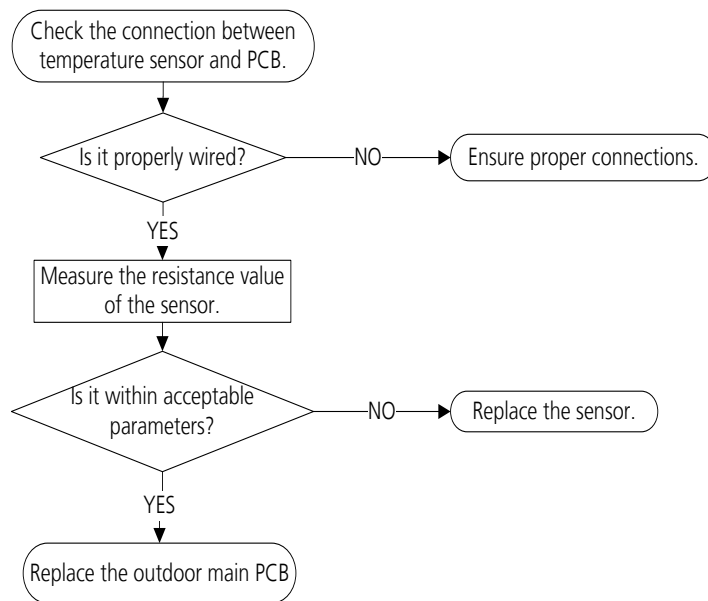 Check the connection between
temperature sensor and PCB.
Is it properly wired?
NO
Ensure proper connections.
YES
Measure the resistance value
of the sensor.
Is it within acceptable
parameters?
NO
Replace the sensor.
YES
Replace the outdoor main PCB